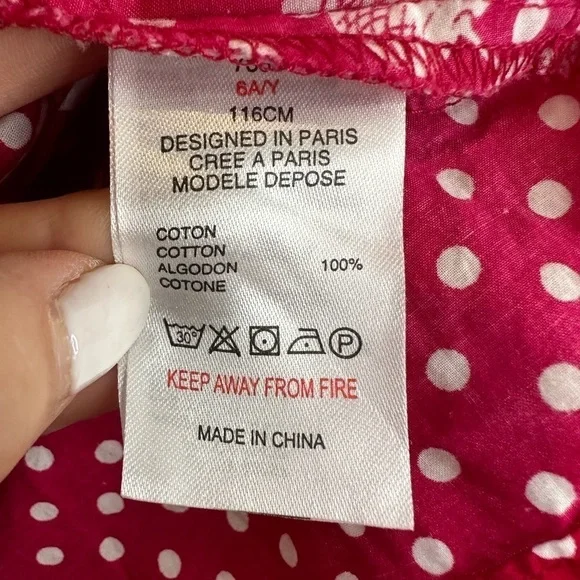 6A/Y
116CM
DESIGNED IN PARIS
CREE A PARIS
MODELE DEPOSE
COTON
COTTON
ALGODON 100%
COTONE
30° P
KEEP AWAY FROM FIRE
MADE IN CHINA